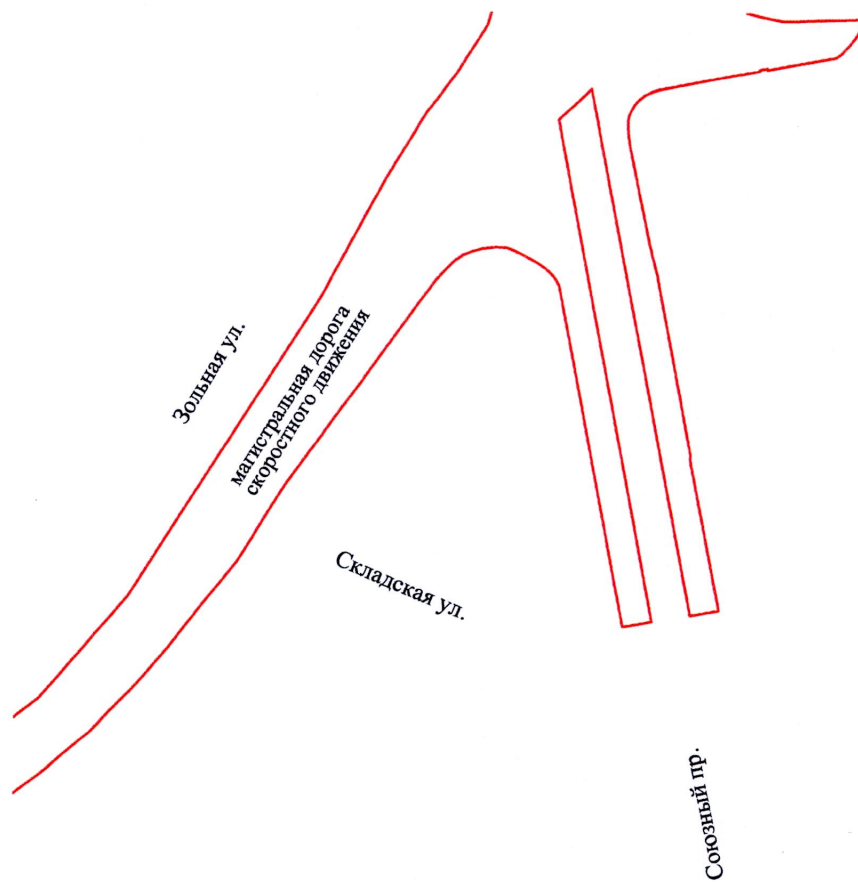 Зольная ул.
магистральная дорога
скоростного движения
Складская ул.
Союзный пр.